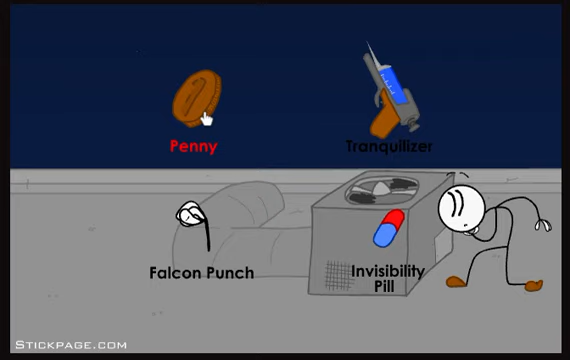 Penny
Tranquilizer
Falcon Punch
Invisibility
Pill
Stickpage.com